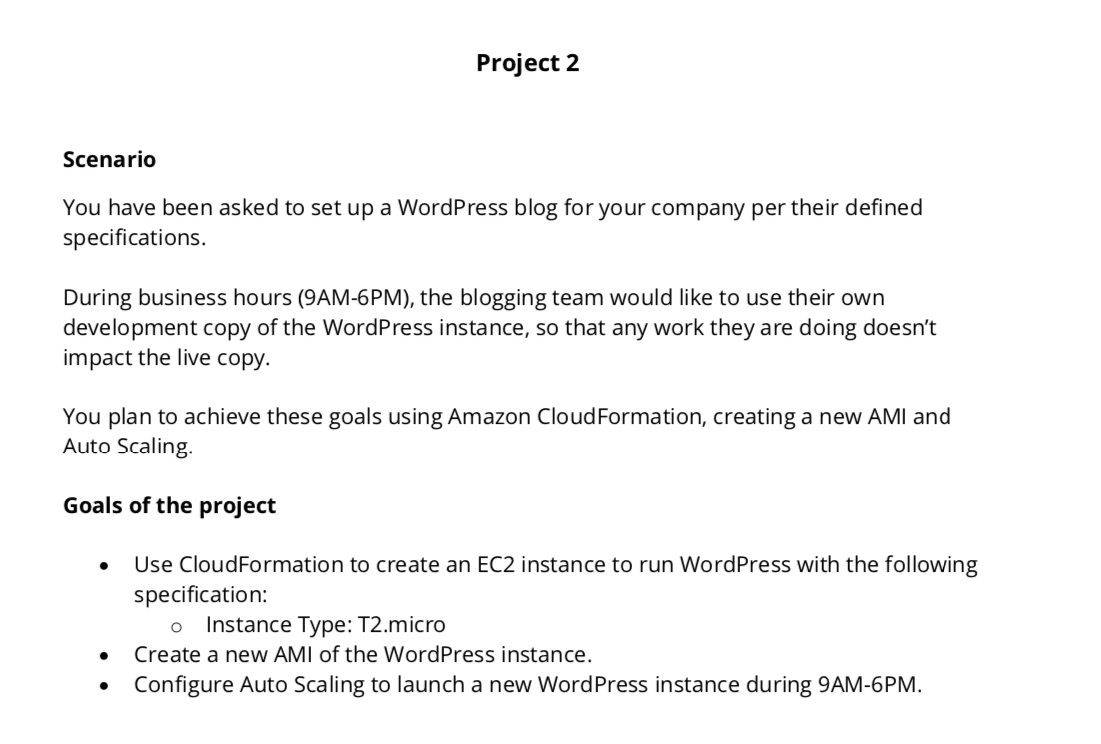 Project 2
Scenario
You have been asked to set up a WordPress blog for your company per their defined
specifications.
During business hours (9AM-6PM), the blogging team would like to use their own
development copy of the WordPress instance, so that any work they are doing doesn’t
impact the live copy.
You plan to achieve these goals using Amazon CloudFormation, creating a new AMI and
Auto Scaling.
Goals of the project
• Use CloudFormation to create an EC2 instance to run WordPress with the following
specification:
○ Instance Type: T2.micro
• Create a new AMI of the WordPress instance.
• Configure Auto Scaling to launch a new WordPress instance during 9AM-6PM.